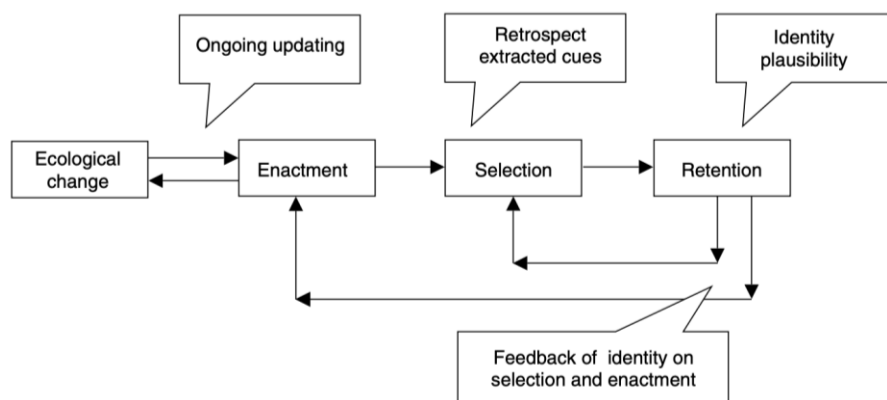 Ongoing updating
Retrospect
extracted cues
Identity
plausibility
Ecological
change
Enactment
Selection
Retention
Feedback of identity on
selection and enactment